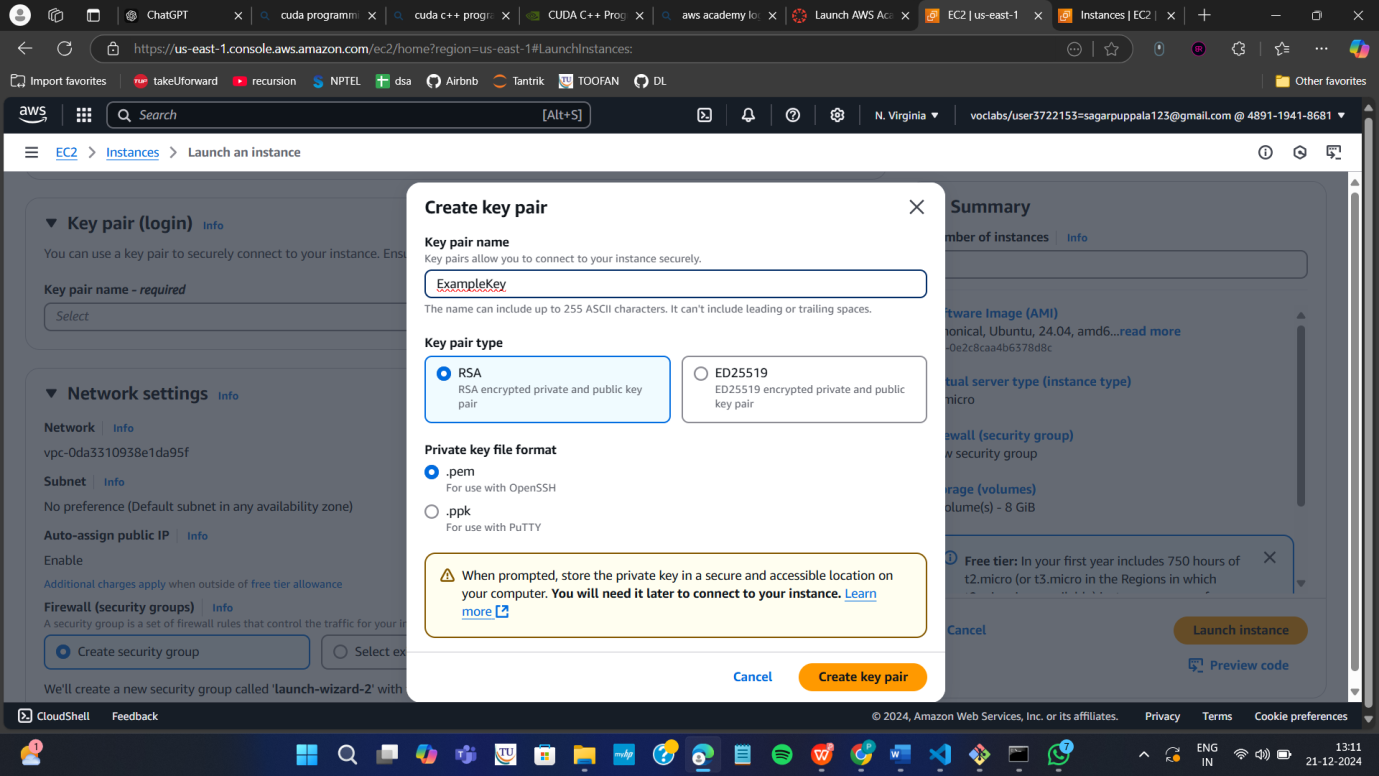 ChatGPT
cuda programmi
cuda c++ progra
CUDA C++ Prog
aws academy lo
Launch AWS Aca
EC2 | us-east-1
Instances | EC2 |
https://us-east-1.console.aws.amazon.com/ec2/home?region=us-east-1#LaunchInstances:
Import favorites
takeUforward
recursion
NPTEL
dsa
Airbnb
Tantrik
TOOFAN
DL
Other favorites
aws
Search
[Alt+S]
N. Virginia
voclabs/user3722153=sagarpuppala123@gmail.com @ 4891-1941-8681
EC2
Instances
Launch an instance
Key pair (login) Info
You can use a key pair to securely connect to your instance. Ensu
Key pair name - required
Select
Network settings Info
Network Info
vpc-0da3310938e1da95f
Subnet Info
No preference (Default subnet in any availability zone)
Auto-assign public IP Info
Enable
Additional charges apply when outside of free tier allowance
Firewall (security groups) Info
A security group is a set of firewall rules that control the traffic for your in
Create security group
Select ex
We'll create a new security group called 'launch-wizard-2' with
Create key pair
Key pair name
Key pairs allow you to connect to your instance securely.
ExampleKey
The name can include up to 255 ASCII characters. It can't include leading or trailing spaces.
Key pair type
RSA
RSA encrypted private and public key
pair
ED25519
ED25519 encrypted private and public
key pair
Private key file format
.pem
For use with OpenSSH
.ppk
For use with PuTTY
When prompted, store the private key in a secure and accessible location on
your computer. You will need it later to connect to your instance. Learn
more
Cancel
Create key pair
Summary
mber of instances Info
ftware Image (AMI)
nonical, Ubuntu, 24.04, amd6...read more
-0e2c8caa4b6378d8c
tual server type (instance type)
micro
ewall (security group)
w security group
rage (volumes)
olume(s) - 8 GiB
Free tier: In your first year includes 750 hours of
t2.micro (or t3.micro in the Regions in which
Cancel
Launch instance
Preview code
CloudShell
Feedback
© 2024, Amazon Web Services, Inc. or its affiliates.
Privacy
Terms
Cookie preferences
1
7
ENG
IN
13:11
21-12-2024